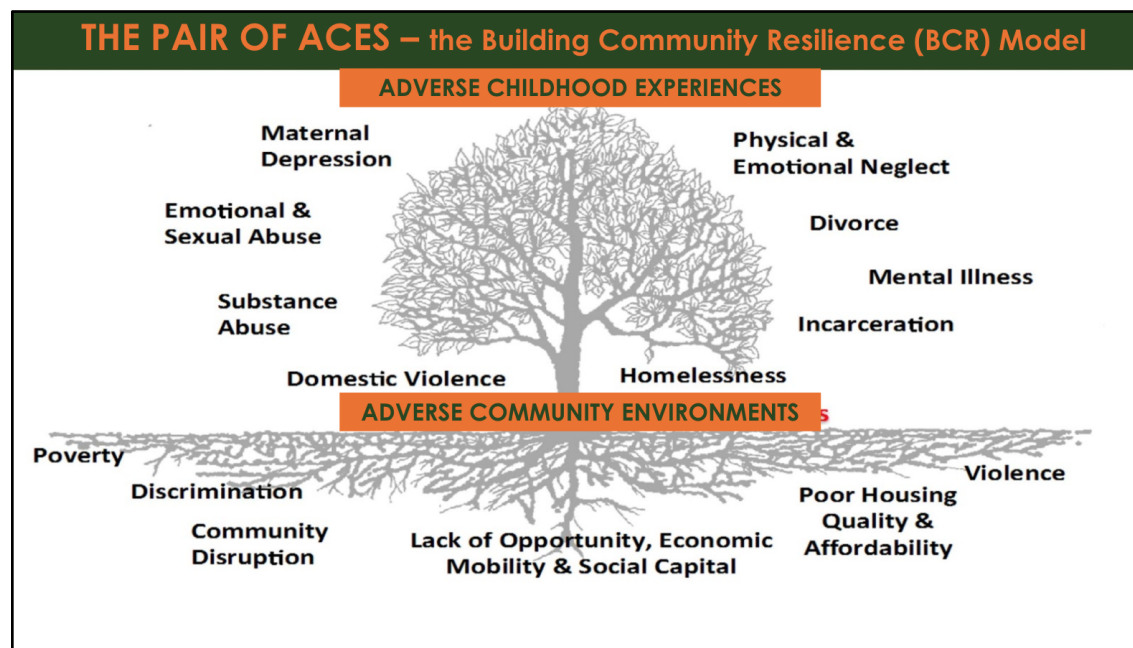 THE PAIR OF ACES – the Building Community Resilience (BCR) Model
ADVERSE CHILDHOOD EXPERIENCES
Maternal
Depression
Physical &
Emotional Neglect
Emotional &
Sexual Abuse
Divorce
Mental Illness
Substance
Abuse
Incarceration
Domestic Violence
Homelessness
ADVERSE COMMUNITY ENVIRONMENTS
Poverty
Violence
Discrimination
Poor Housing
Quality &
Affordability
Community
Disruption
Lack of Opportunity, Economic
Mobility & Social Capital